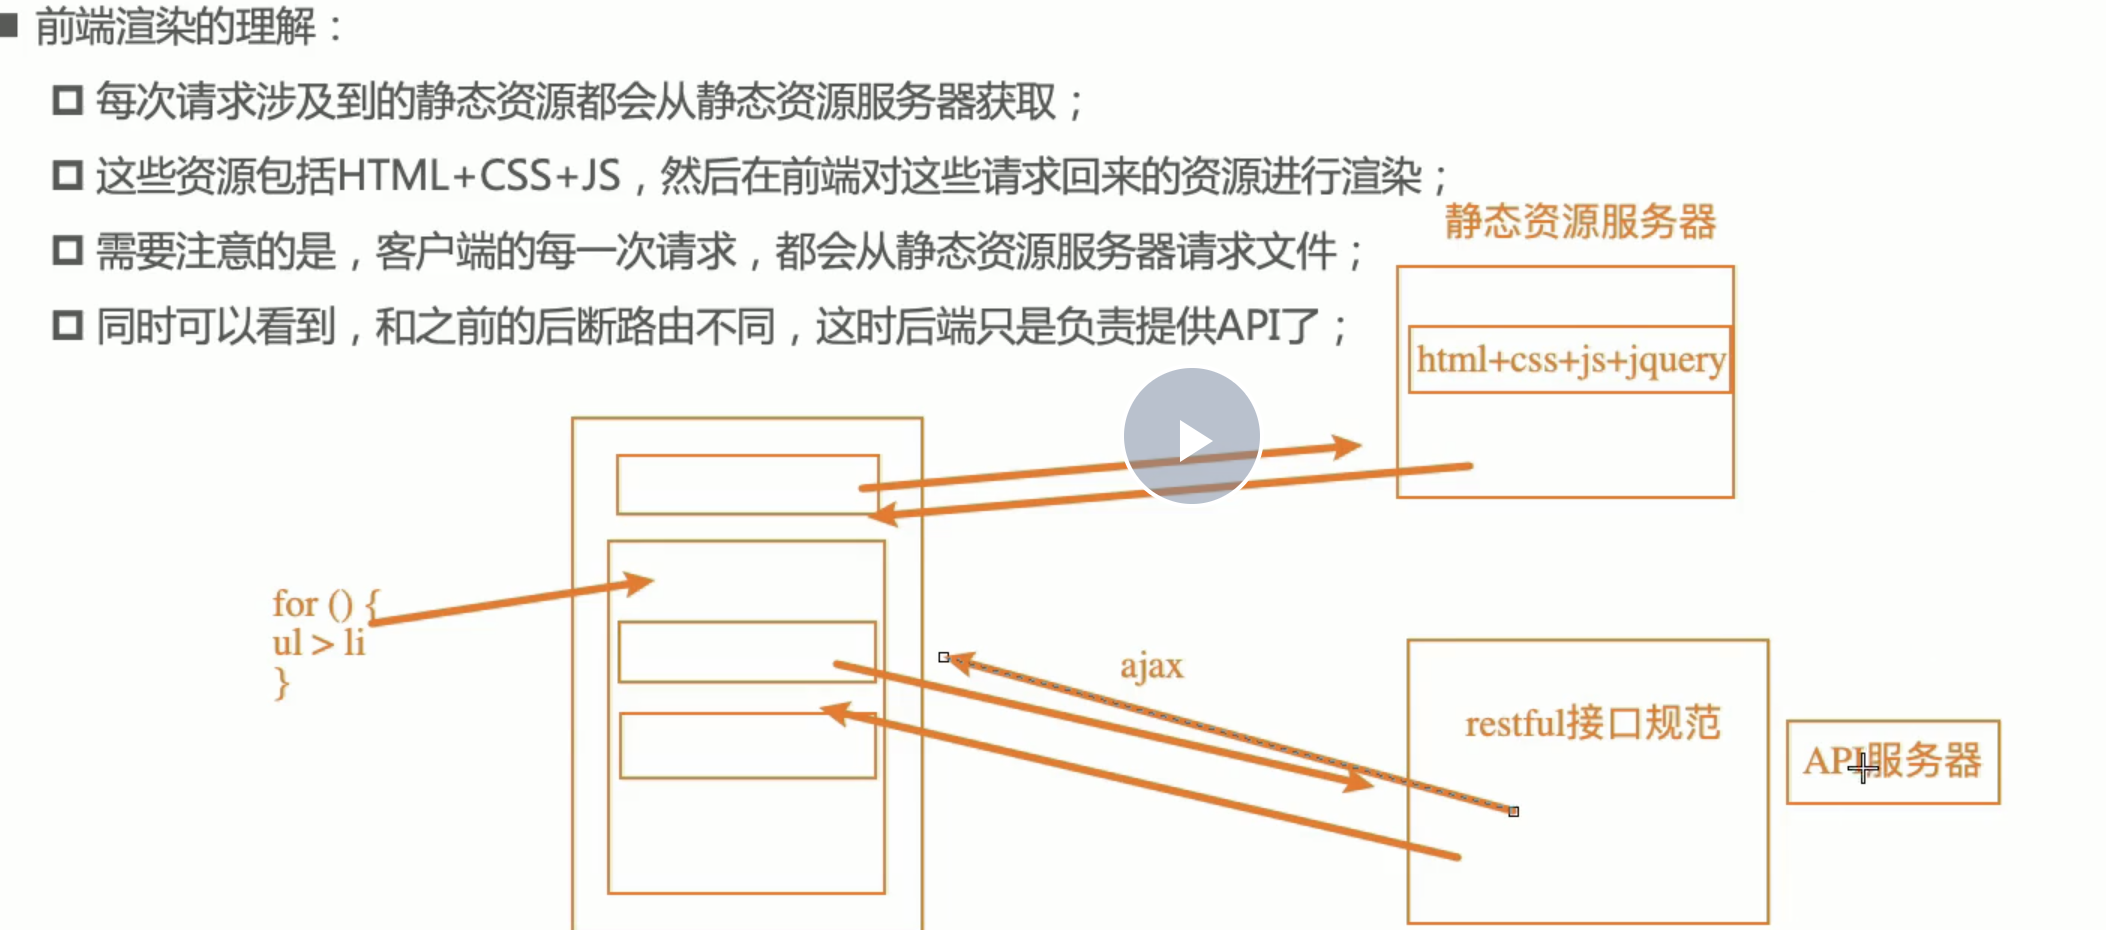 前端渲染的理解：
每次请求涉及到的静态资源都会从静态资源服务器获取；
这些资源包括HTML+CSS+JS，然后在前端对这些请求回来的资源进行渲染；
需要注意的是，客户端的每一次请求，都会从静态资源服务器请求文件；
同时可以看到，和之前的后断路由不同，这时后端只是负责提供API了；
静态资源服务器
html+css+js+jquery
for () {
ul > li
}
ajax
restful接口规范
API服务器